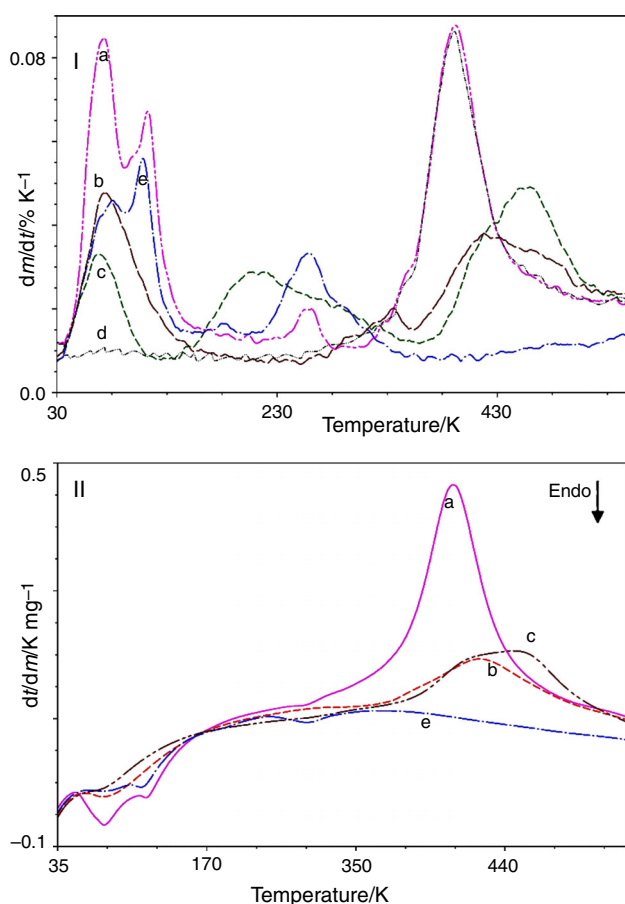 I
0.08
a
b
e
c
d
dm/dt/% K⁻¹
0.0
30
230
430
Temperature/K
0.5
II
Endo
a
c
b
e
dt/dm/K mg⁻¹
−0.1
35
170
350
440
Temperature/K